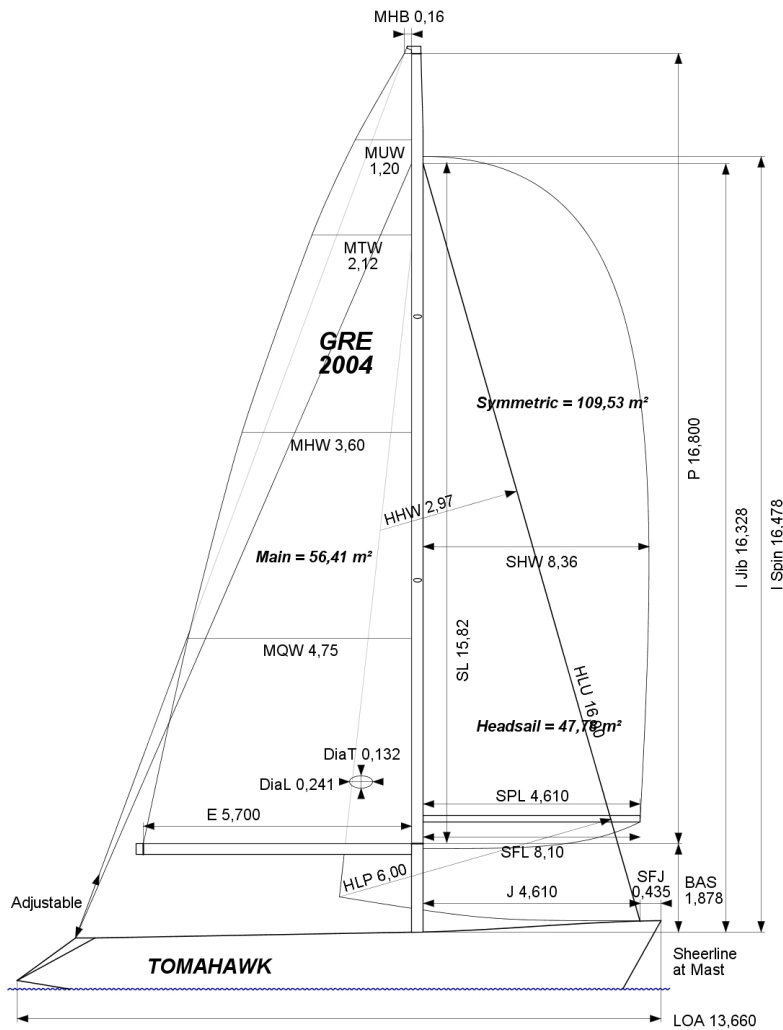 MHB 0,16
MUW
1,20
MTW
2,12
GRE
2004
Symmetric = 109,53 m²
P 16,800
MHW 3,60
HHW 2,97
I Jib 16,328
I Spin 16,478
Main = 56,41 m²
SHW 8,36
SL 15,82
MQW 4,75
HLU
Headsail = 47,78 m²
DiaT 0,132
DiaL 0,241
SPL 4,610
E 5,700
SFL 8,10
HLP 6,00
SFJ
0,435
BAS
1,878
J 4,610
Adjustable
Sheerline
at Mast
TOMAHAWK
LOA 13,660